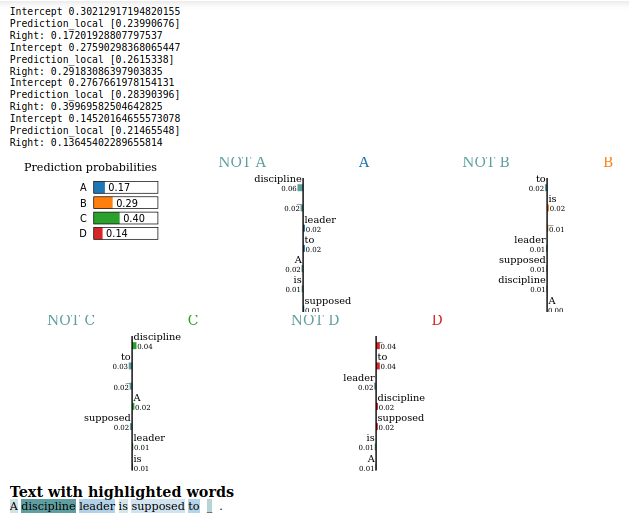 Intercept 0.30212917194820155
Prediction_local [0.23990676]
Right: 0.17201928807797537
Intercept 0.27590298368065447
Prediction_local [0.2615338]
Right: 0.29183086397903835
Intercept 0.2767661978154131
Prediction_local [0.28390396]
Right: 0.39969582504642825
Intercept 0.14520164655573078
Prediction_local [0.21465548]
Right: 0.13645402289655814
Prediction probabilities
A 0.17
B 0.29
C 0.40
D 0.14
NOT A A
discipline
0.06
0.02
leader
0.02
to
0.02
A
0.02
is
0.01
supposed
0.01
NOT B B
to
0.02
is
0.02
_
0.01
leader
0.01
supposed
0.01
discipline
0.01
A
0.00
NOT C C
discipline
0.04
to
0.03
0.02
A
0.02
supposed
0.02
leader
0.01
is
0.01
NOT D D
0.04
to
0.04
leader
0.02
discipline
0.02
supposed
0.02
is
0.01
A
0.01
Text with highlighted words
A discipline leader is supposed to _ .